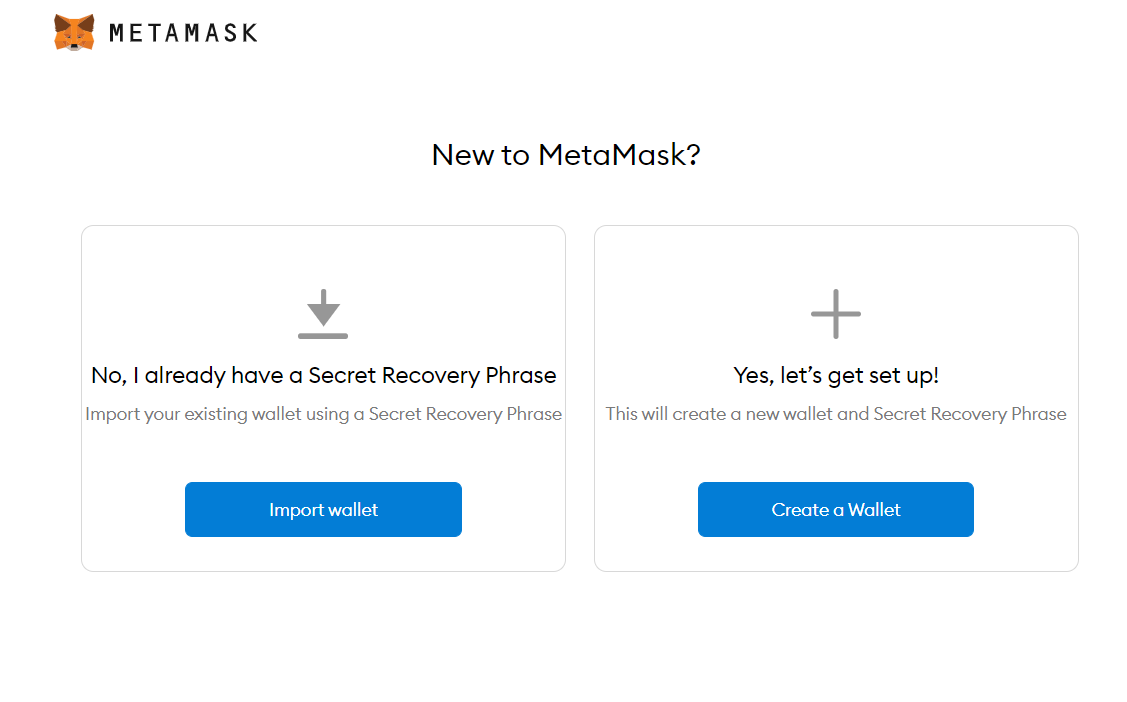 METAMASK
New to MetaMask?
No, I already have a Secret Recovery Phrase
Import your existing wallet using a Secret Recovery Phrase
Import wallet
Yes, let’s get set up!
This will create a new wallet and Secret Recovery Phrase
Create a Wallet